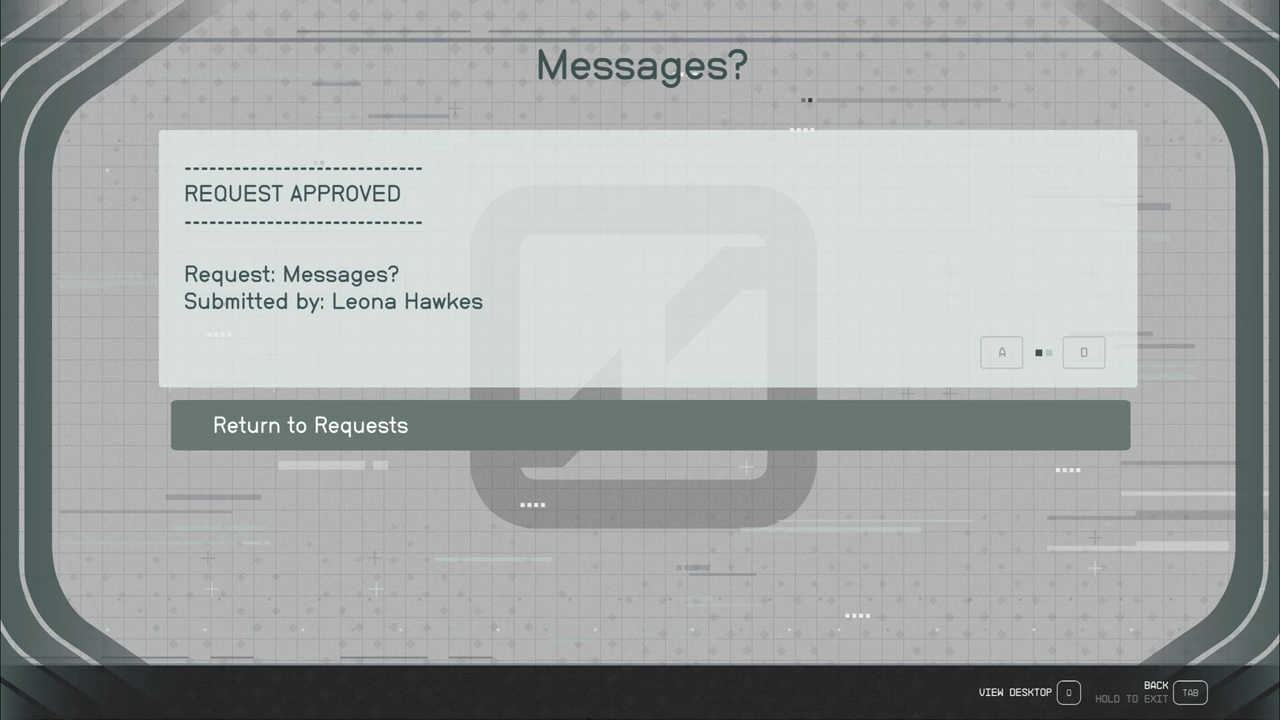 Messages?
------------------------------
REQUEST APPROVED
------------------------------
Request: Messages?
Submitted by: Leona Hawkes
A D
Return to Requests
VIEW DESKTOP Q
BACK
HOLD TO EXIT TAB